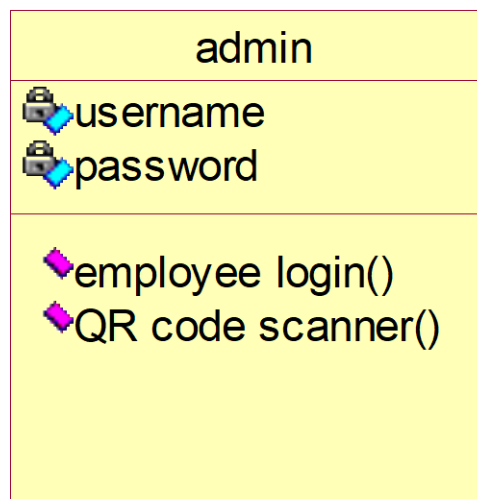 admin
username
password
employee login()
QR code scanner()